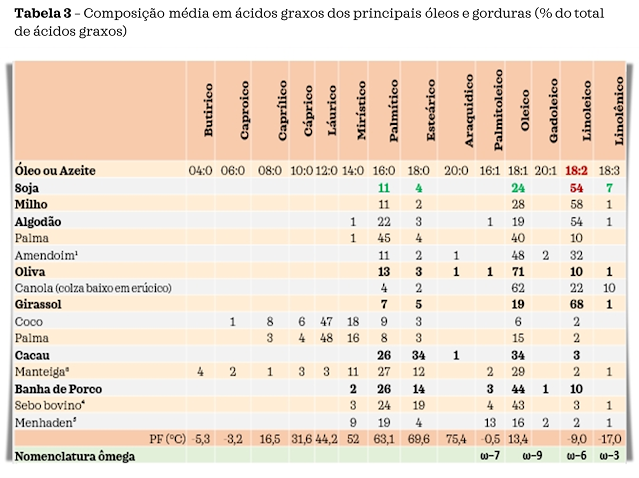 Tabela 3 – Composição média em ácidos graxos dos principais óleos e gorduras (% do total
de ácidos graxos)
Butírico Caproico Caprílico Cáprico Láurico Mirístico Palmítico Esteárico Araquídico Palmitoleico Oleico Gadoleico Linoleico Linolênico
Óleo ou Azeite 04:0 06:0 08:0 10:0 12:0 14:0 16:0 18:0 20:0 16:1 18:1 20:1 18:2 18:3
Soja 11 4 24 54 7
Milho 11 2 28 58 1
Algodão 1 22 3 1 19 54 1
Palma 1 45 4 40 10
Amendoim¹ 11 2 1 48 2 32
Oliva 13 3 1 1 71 10 1
Canola (colza baixo em erúcico) 4 2 62 22 10
Girassol 7 5 19 68 1
Coco 1 8 6 47 18 9 3 6 2
Palma 3 4 48 16 8 3 15 2
Cacau 26 34 1 34 3
Manteiga³ 4 2 1 3 3 11 27 12 2 29 2 1
Banha de Porco 2 26 14 3 44 1 10
Sebo bovino⁴ 3 24 19 4 43 3 1
Menhaden⁵ 9 19 4 13 16 2 2 1
PF (°C) -5,3 -3,2 16,5 31,6 44,2 52 63,1 69,6 75,4 -0,5 13,4 -9,0 -17,0
Nomenclatura ômega ω–7 ω–9 ω–6 ω–3